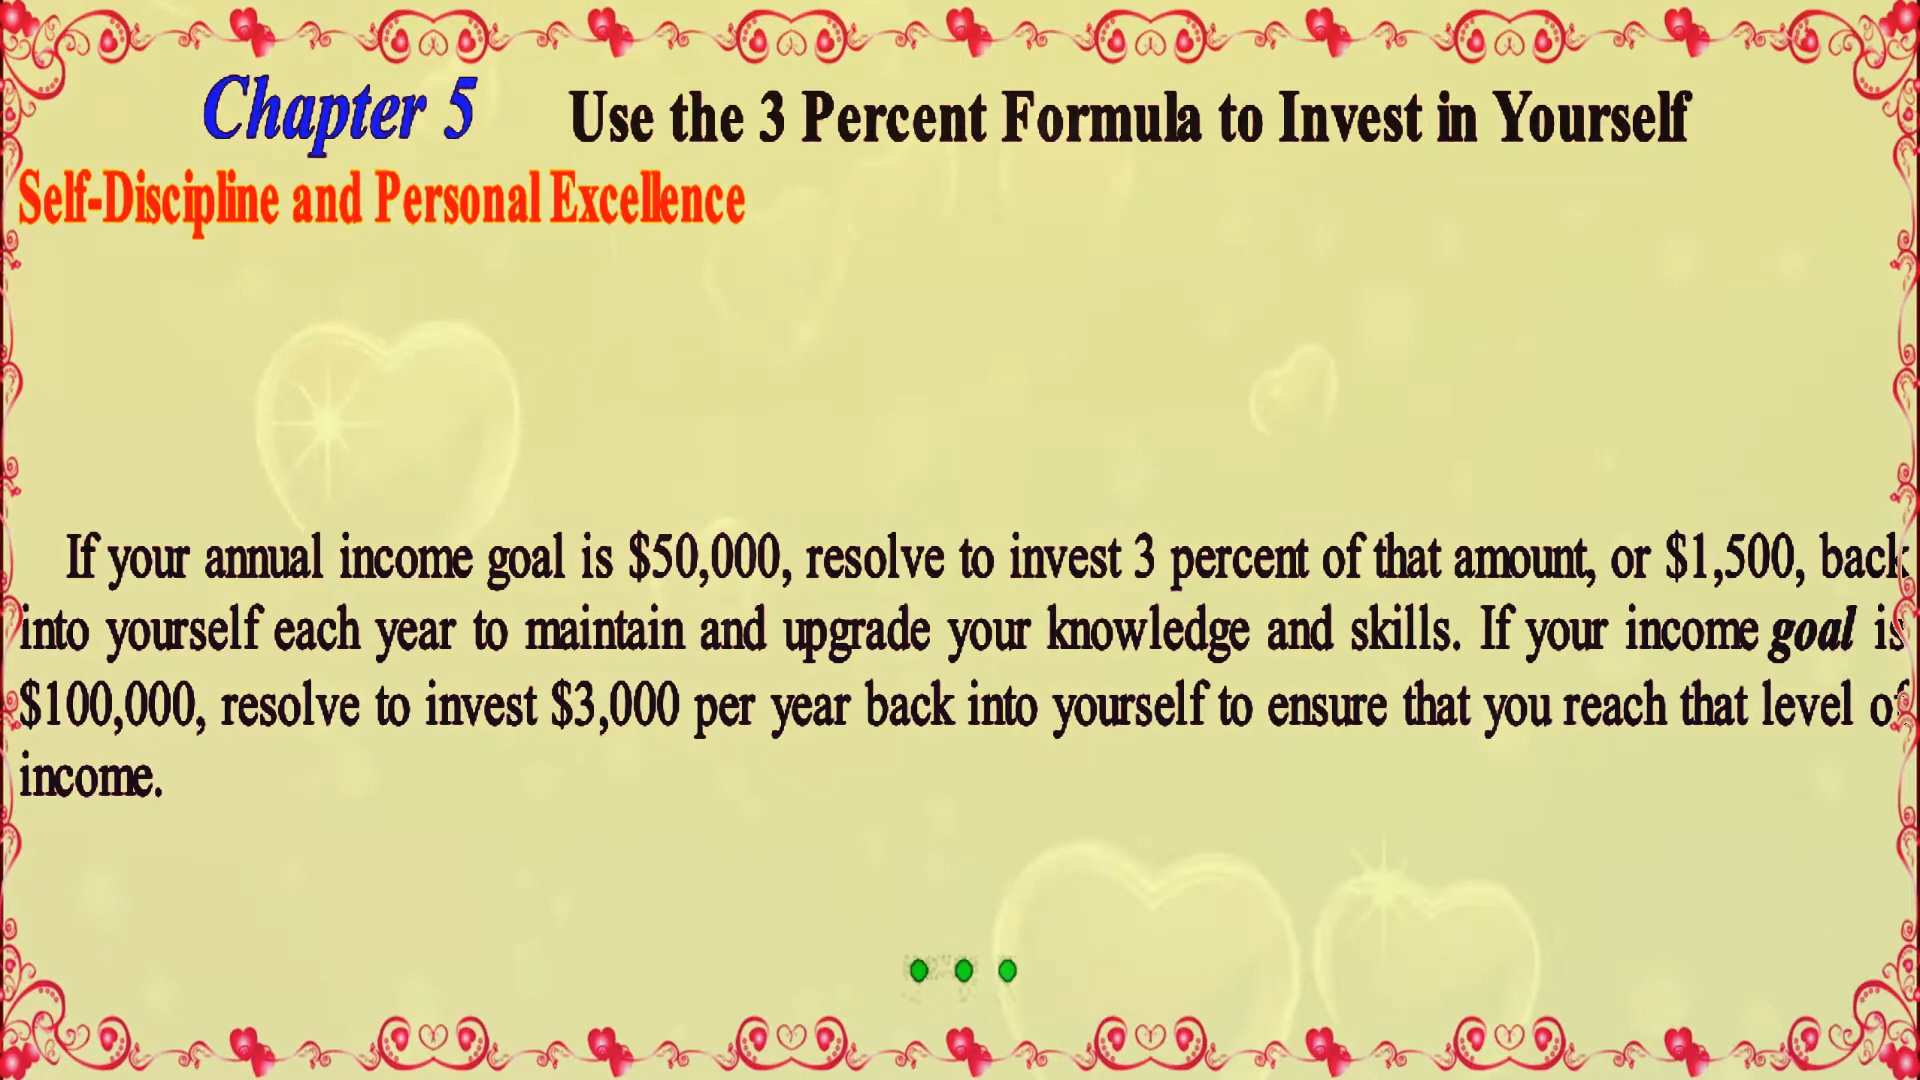 Chapter 5 Use the 3 Percent Formula to Invest in Yourself
Self-Discipline and Personal Excellence
If your annual income goal is $50,000, resolve to invest 3 percent of that amount, or $1,500, back
into yourself each year to maintain and upgrade your knowledge and skills. If your income goal is
$100,000, resolve to invest $3,000 per year back into yourself to ensure that you reach that level of
income.